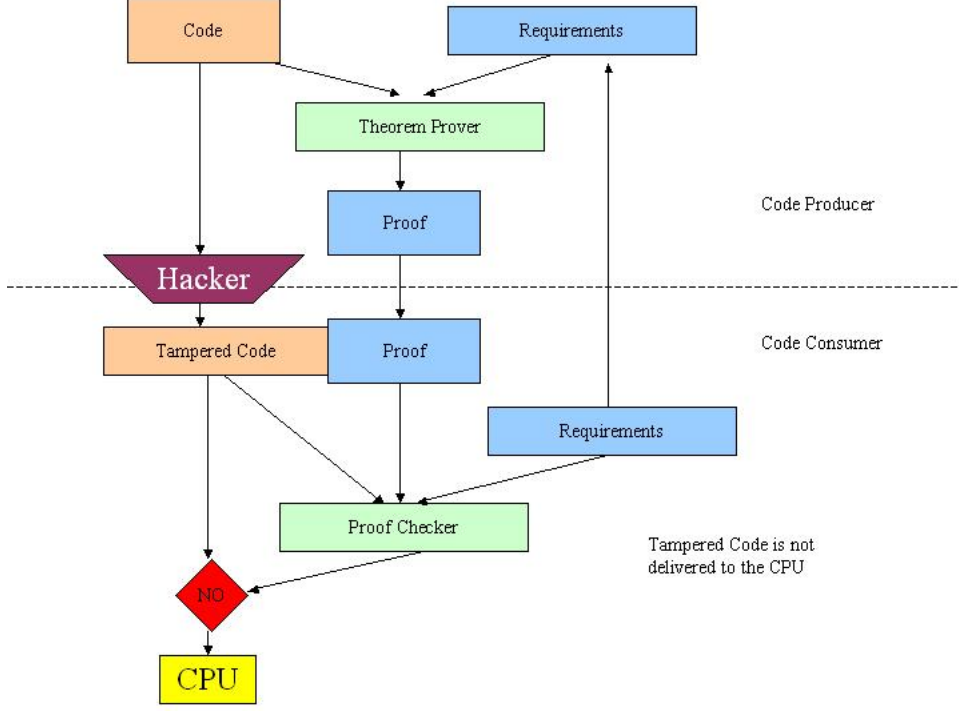 Code
Requirements
Theorem Prover
Proof
Code Producer
Hacker
Tampered Code
Proof
Code Consumer
Requirements
Proof Checker
Tampered Code is not
delivered to the CPU
NO
CPU